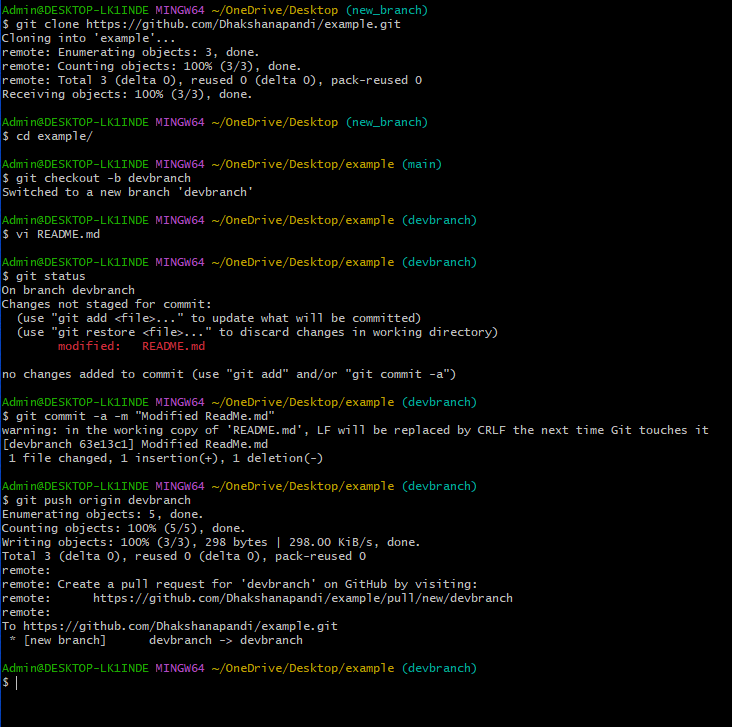 Admin@DESKTOP-LK1INDE MINGW64 ~/OneDrive/Desktop (new_branch)
$ git clone https://github.com/Dhakshanapandi/example.git
Cloning into 'example'...
remote: Enumerating objects: 3, done.
remote: Counting objects: 100% (3/3), done.
remote: Total 3 (delta 0), reused 0 (delta 0), pack-reused 0
Receiving objects: 100% (3/3), done.

Admin@DESKTOP-LK1INDE MINGW64 ~/OneDrive/Desktop (new_branch)
$ cd example/

Admin@DESKTOP-LK1INDE MINGW64 ~/OneDrive/Desktop/example (main)
$ git checkout -b devbranch
Switched to a new branch 'devbranch'

Admin@DESKTOP-LK1INDE MINGW64 ~/OneDrive/Desktop/example (devbranch)
$ vi README.md

Admin@DESKTOP-LK1INDE MINGW64 ~/OneDrive/Desktop/example (devbranch)
$ git status
On branch devbranch
Changes not staged for commit:
  (use "git add <file>..." to update what will be committed)
  (use "git restore <file>..." to discard changes in working directory)
        modified:   README.md

no changes added to commit (use "git add" and/or "git commit -a")

Admin@DESKTOP-LK1INDE MINGW64 ~/OneDrive/Desktop/example (devbranch)
$ git commit -a -m "Modified ReadMe.md"
warning: in the working copy of 'README.md', LF will be replaced by CRLF the next time Git touches it
[devbranch 63e13c1] Modified ReadMe.md
 1 file changed, 1 insertion(+), 1 deletion(-)

Admin@DESKTOP-LK1INDE MINGW64 ~/OneDrive/Desktop/example (devbranch)
$ git push origin devbranch
Enumerating objects: 5, done.
Counting objects: 100% (5/5), done.
Writing objects: 100% (3/3), 298 bytes | 298.00 KiB/s, done.
Total 3 (delta 0), reused 0 (delta 0), pack-reused 0
remote:
remote: Create a pull request for 'devbranch' on GitHub by visiting:
remote:      https://github.com/Dhakshanapandi/example/pull/new/devbranch
remote:
To https://github.com/Dhakshanapandi/example.git
 * [new branch]      devbranch -> devbranch

Admin@DESKTOP-LK1INDE MINGW64 ~/OneDrive/Desktop/example (devbranch)
$